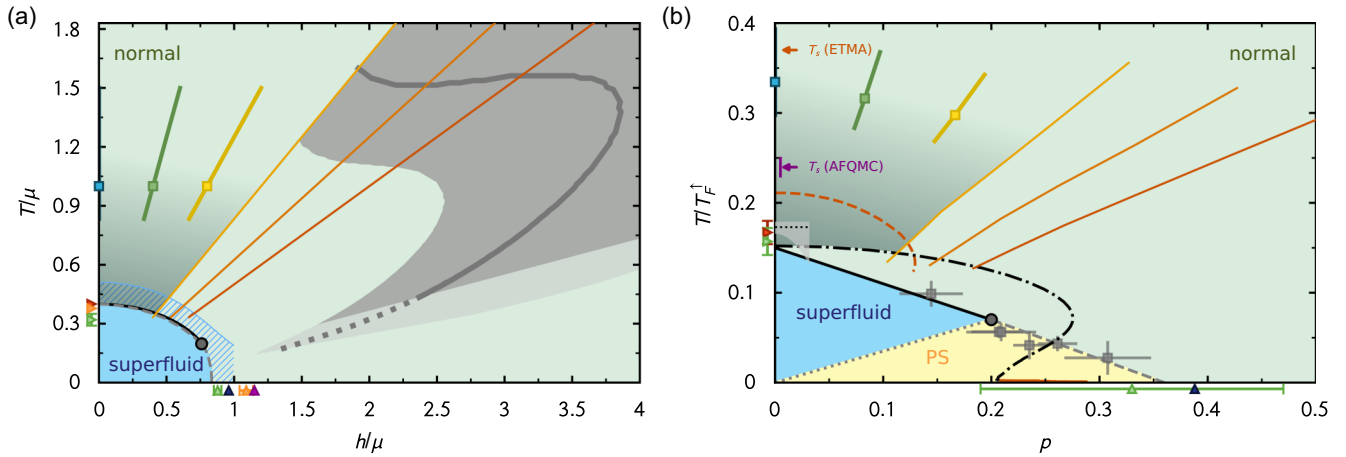 (a)
1.8
1.5
1.2
0.9
0.6
0.3
0
T/μ
normal
superfluid
0 0.5 1 1.5 2 2.5 3 3.5 4
h/μ
(b)
0.4
0.3
0.2
0.1
0
T/T_F^↑
T_s (ETMA)
normal
T_s (AFQMC)
superfluid
PS
0 0.1 0.2 0.3 0.4 0.5
p